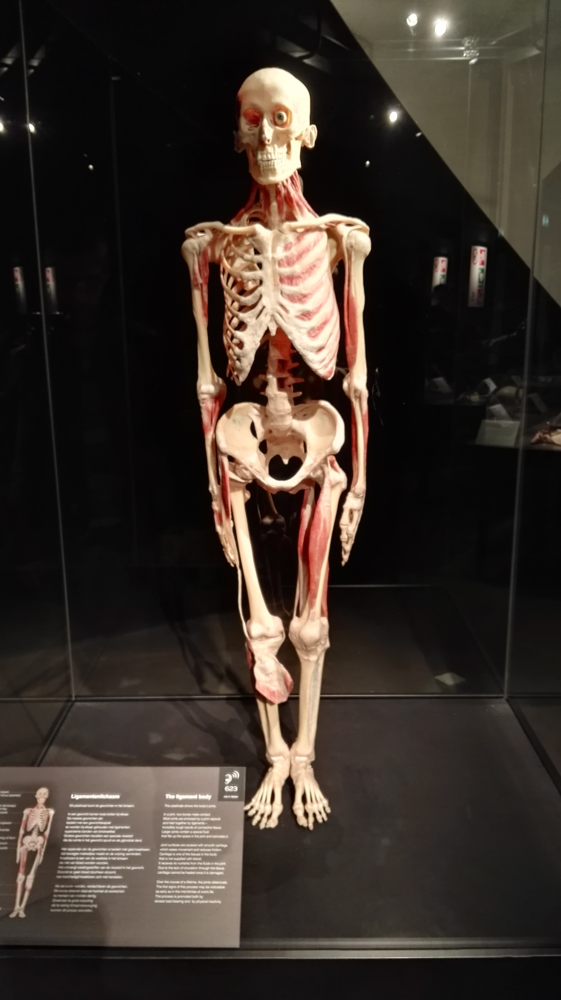 623
Ligamentenlichaam
Dit plastinaat toont de gewrichten in het lichaam.
In een gewricht komen twee botten bij elkaar.
De meeste gewrichten zijn
bedekt met een gewrichtskapsel
en worden bij elkaar gehouden met ligamenten:
supersterke banden van bindweefsel.
Grotere gewrichten bevatten een speciale vloeistof
die de ruimte in het gewricht opvult en als glijmiddel dient.
Het oppervlak van de gewrichten is bedekt met glad kraakbeen,
dat bewegen makkelijker maakt en de wrijving vermindert.
Kraakbeen is een van de weefsels in het lichaam
die niet van bloed worden voorzien.
Het ontvangt voedingsstoffen van de vloeistof in het gewricht.
Doordat er geen bloed doorheen stroomt,
kan beschadigd kraakbeen zich niet herstellen.
Als we ouder worden, verslechteren de gewrichten.
De eerste tekenen daarvan kunnen al voorkomen
bij mensen van midden dertig.
Zowel een te grote belasting
als te weinig lichaamsbeweging
kunnen dit proces versnellen.
The ligament body
This plastinate shows the body's joints.
In a joint, two bones make contact.
Most joints are enclosed by a joint capsule
and held together by ligaments –
incredibly tough bands of connective tissue.
Larger joints contain a special fluid
that fills up the space in the joint and lubricates it.
Joint surfaces are covered with smooth cartilage,
which eases movement and reduces friction.
Cartilage is one of the tissues in the body
that is not supplied with blood.
It receives its nutrients from the fluids in the joint.
Due to the lack of circulation through the tissue,
cartilage cannot be healed once it is damaged.
Over the course of a lifetime, the joints deteriorate.
The first signs of this process may be noticeable
as early as in the mid-thirties of one's life.
The process is promoted both by
excess load bearing and by physical inactivity.